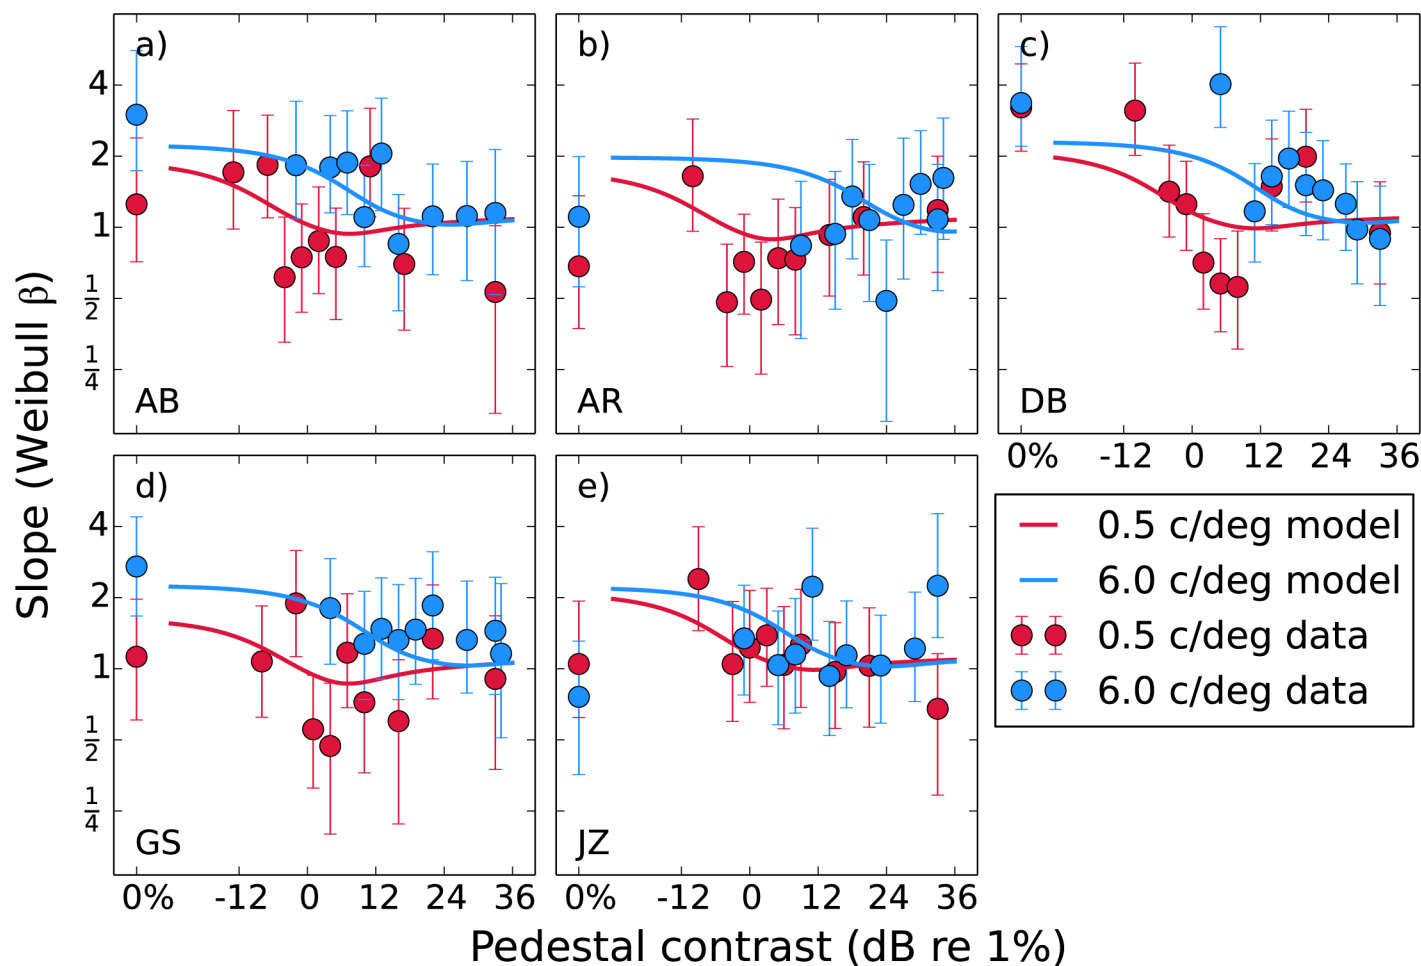 a)
b)
c)
4
2
1
1/2
1/4
AB
AR
DB
0% -12 0 12 24 36
d)
e)
4
2
1
1/2
1/4
GS
JZ
0% -12 0 12 24 36
0% -12 0 12 24 36
0.5 c/deg model
6.0 c/deg model
0.5 c/deg data
6.0 c/deg data
Slope (Weibull β)
Pedestal contrast (dB re 1%)